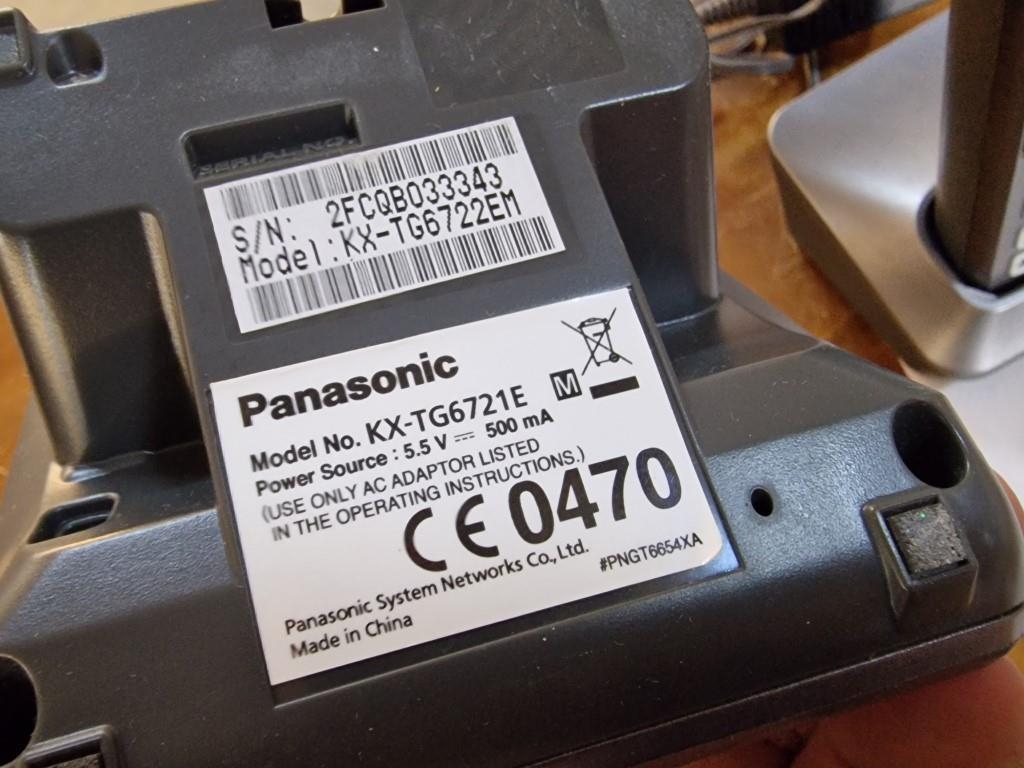 SERIAL NO.
S/N: 2FCQB033343
Model:KX-TG6722EM
Panasonic
M
Model No. KX-TG6721E
Power Source : 5.5 V ⎓ 500 mA
(USE ONLY AC ADAPTOR LISTED
IN THE OPERATING INSTRUCTIONS.)
CE 0470
Panasonic System Networks Co., Ltd.
#PNGT6654XA
Made in China